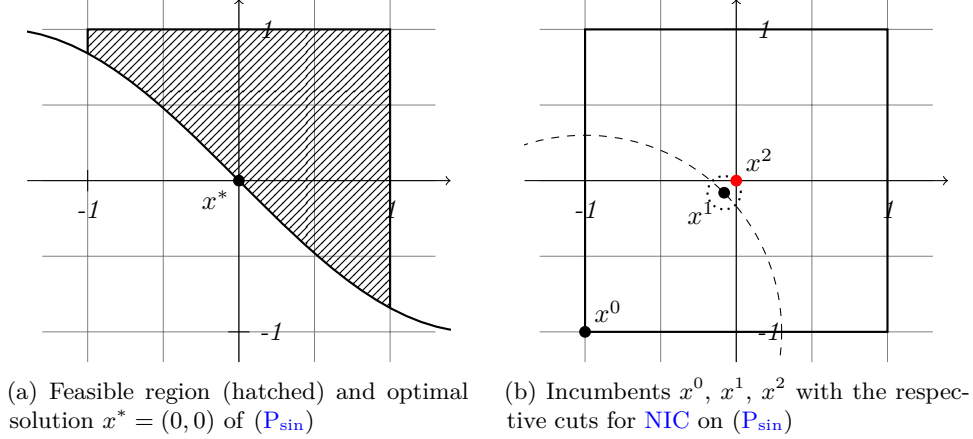 1
x*
-1
1
-1
1
x²
-1
x¹
1
x⁰
-1
(a) Feasible region (hatched) and optimal
solution x* = (0, 0) of (Psin)
(b) Incumbents x⁰, x¹, x² with the respec-
tive cuts for NIC on (Psin)